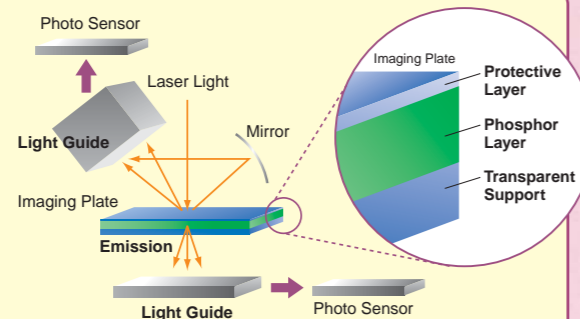 Photo Sensor
Laser Light
Mirror
Light Guide
Imaging Plate
Emission
Light Guide
Photo Sensor
Imaging Plate
Protective
Layer
Phosphor
Layer
Transparent
Support